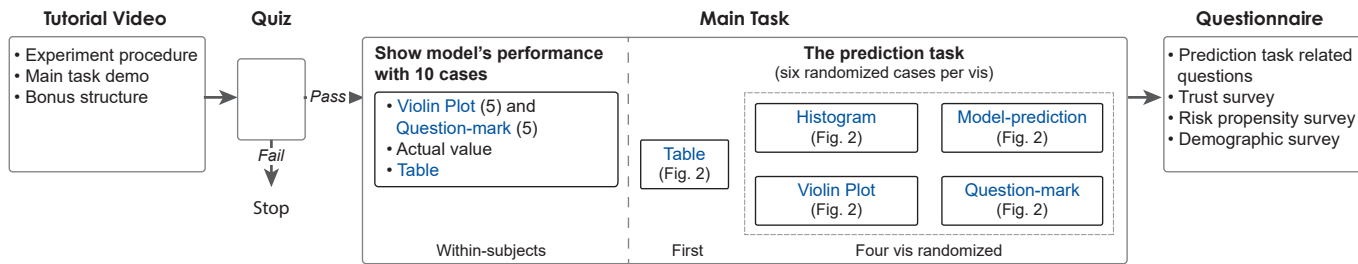 Tutorial Video
• Experiment procedure
• Main task demo
• Bonus structure
Quiz
Pass
Fail
Stop
Main Task
Show model's performance
with 10 cases
• Violin Plot (5) and
Question-mark (5)
• Actual value
• Table
Within-subjects
The prediction task
(six randomized cases per vis)
Table
(Fig. 2)
First
Histogram
(Fig. 2)
Model-prediction
(Fig. 2)
Violin Plot
(Fig. 2)
Question-mark
(Fig. 2)
Four vis randomized
Questionnaire
• Prediction task related
questions
• Trust survey
• Risk propensity survey
• Demographic survey